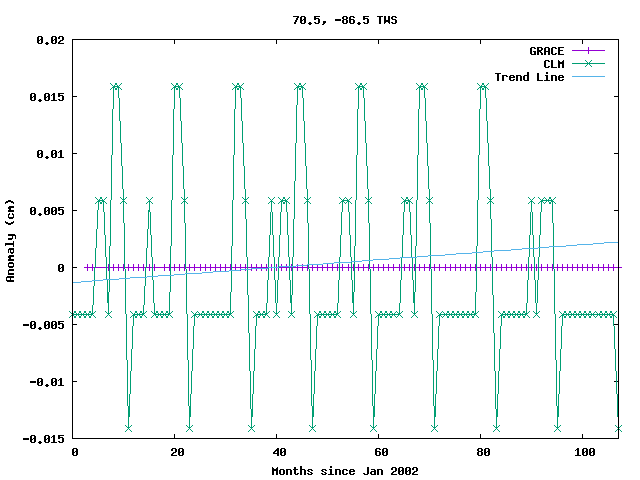 70.5, -86.5 TWS
0.02
GRACE
CLM
Trend Line
0.015
0.01
0.005
0
-0.005
-0.01
-0.015
Anomaly (cm)
0 20 40 60 80 100
Months since Jan 2002